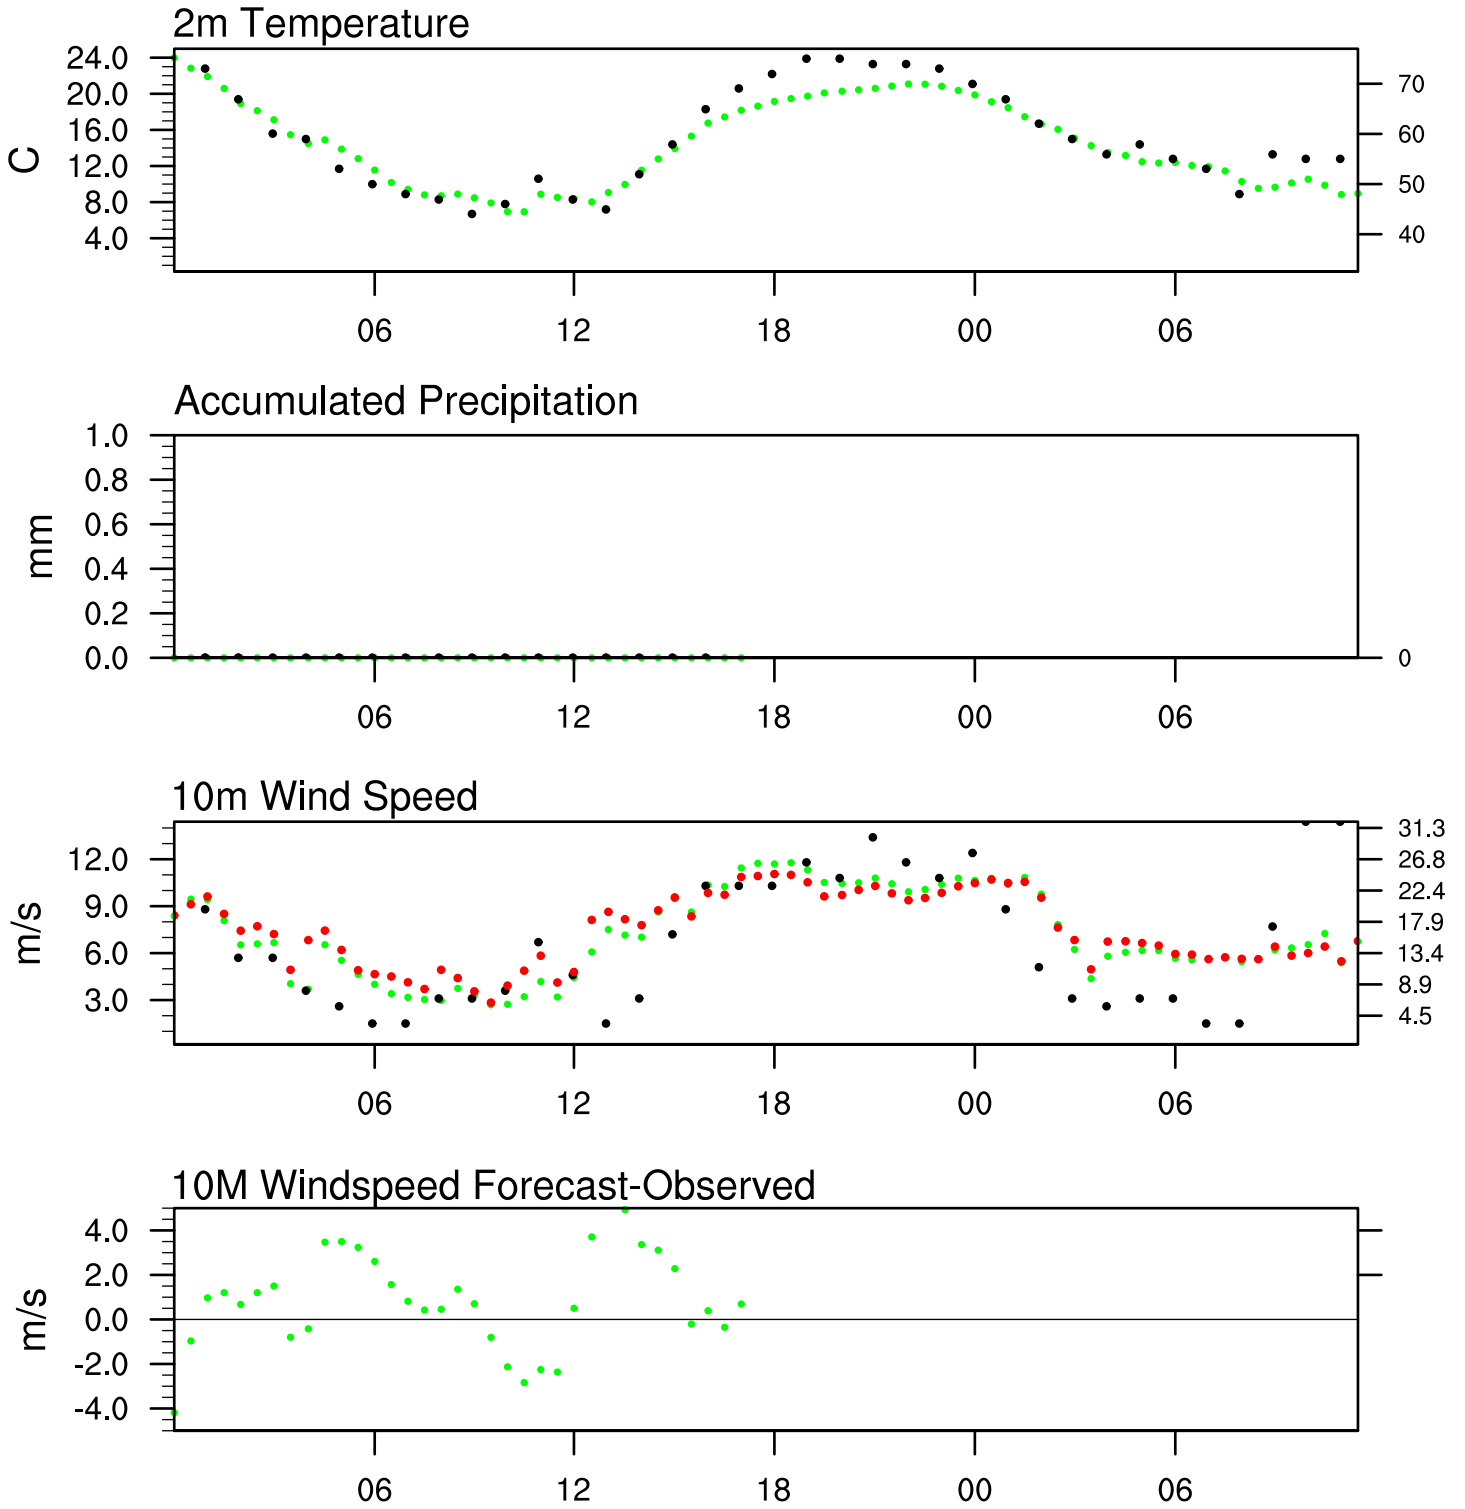 2m Temperature
24.0
20.0
16.0
12.0
8.0
4.0
C
70
60
50
40
06 12 18 00 06
Accumulated Precipitation
1.0
0.8
0.6
0.4
0.2
0.0
mm
0
06 12 18 00 06
10m Wind Speed
12.0
9.0
6.0
3.0
m/s
31.3
26.8
22.4
17.9
13.4
8.9
4.5
06 12 18 00 06
10M Windspeed Forecast-Observed
4.0
2.0
0.0
-2.0
-4.0
m/s
06 12 18 00 06